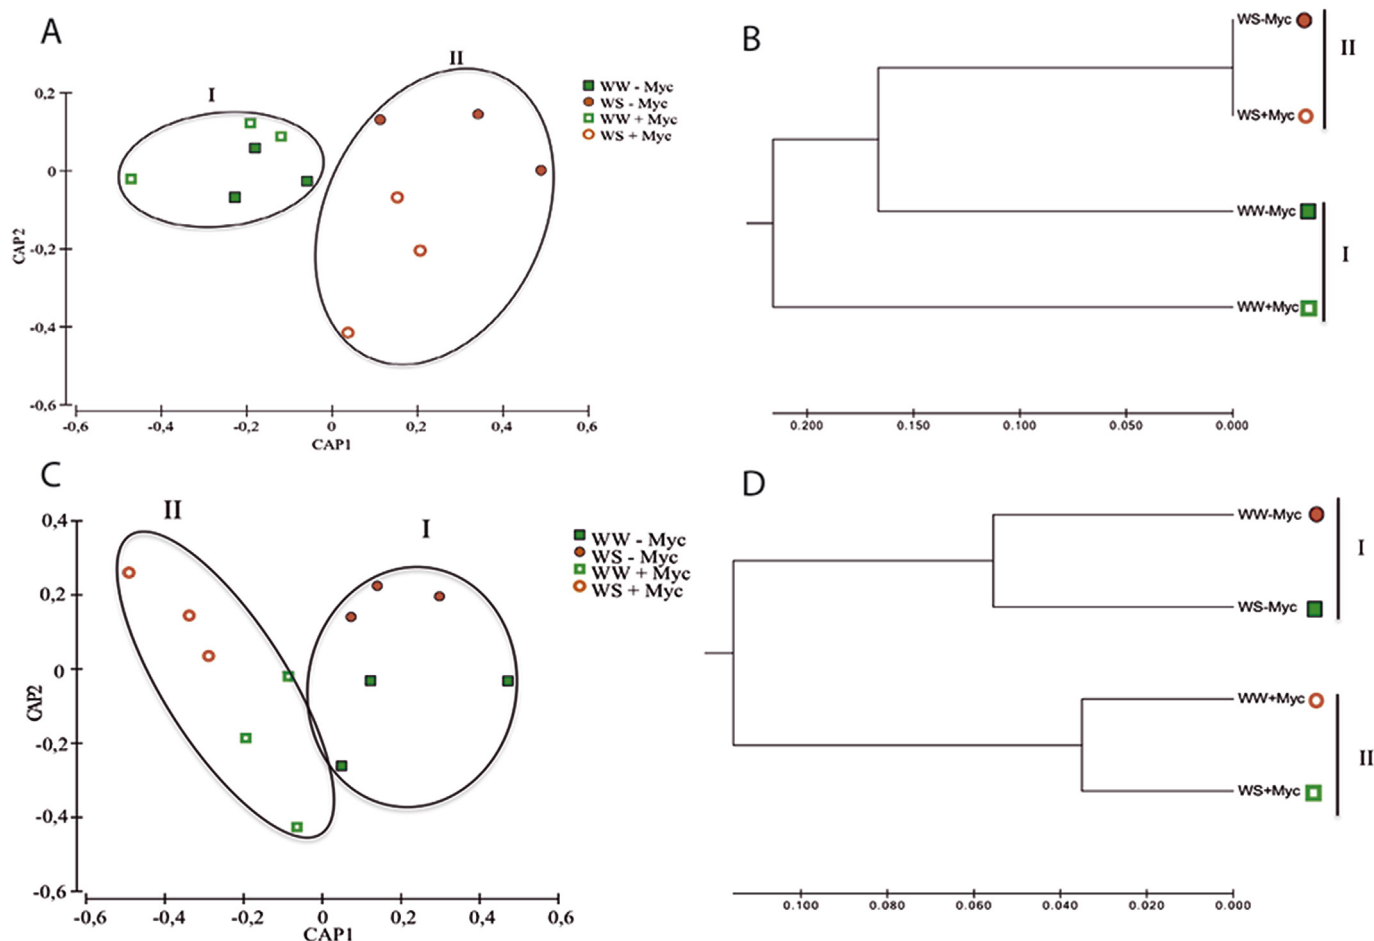 A
I
II
WW - Myc
WS - Myc
WW + Myc
WS + Myc
0,2
0
-0,2
-0,4
-0,6
CAP2
-0,6 -0,4 -0,2 0 0,2 0,4 0,6
CAP1
B
WS-Myc
WS+Myc
II
WW-Myc
WW+Myc
I
0.200 0.150 0.100 0.050 0.000
C
II
I
WW - Myc
WS - Myc
WW + Myc
WS + Myc
0,4
0,2
0
-0,2
-0,4
-0,6
CAP2
-0,6 -0,4 -0,2 0 0,2 0,4 0,6
CAP1
D
WW-Myc
WS-Myc
I
WW+Myc
WS+Myc
II
0.100 0.080 0.060 0.040 0.020 0.000